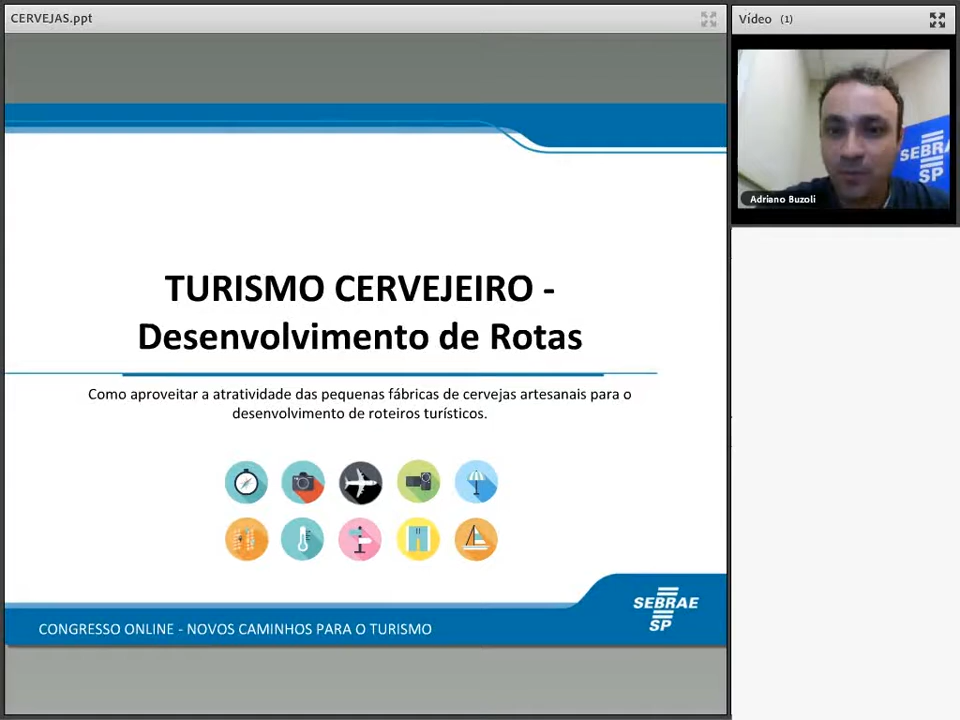 CERVEJAS.ppt
Vídeo (1)
SEBRA
SP
Adriano Buzoli
TURISMO CERVEJEIRO -
Desenvolvimento de Rotas
Como aproveitar a atratividade das pequenas fábricas de cervejas artesanais para o
desenvolvimento de roteiros turísticos.
SEBRAE
SP
CONGRESSO ONLINE - NOVOS CAMINHOS PARA O TURISMO